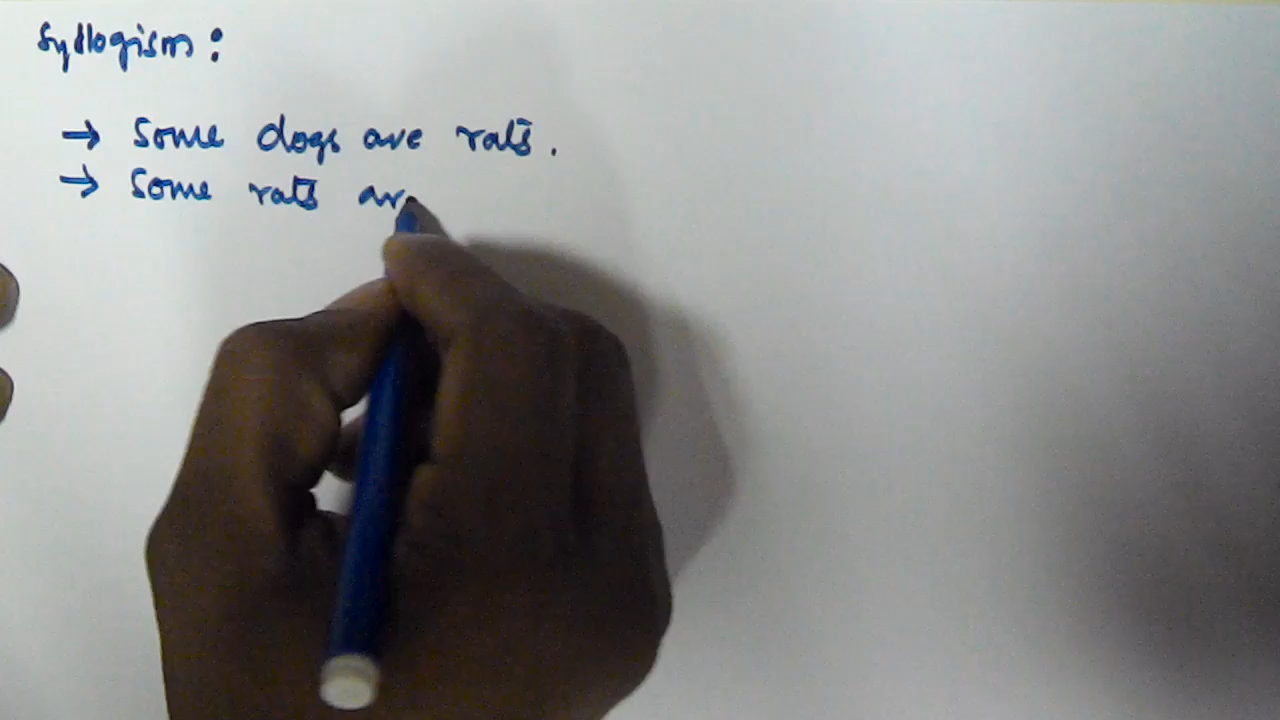 Syllogism :
→ Some dogs are rats.
→ Some rats ar